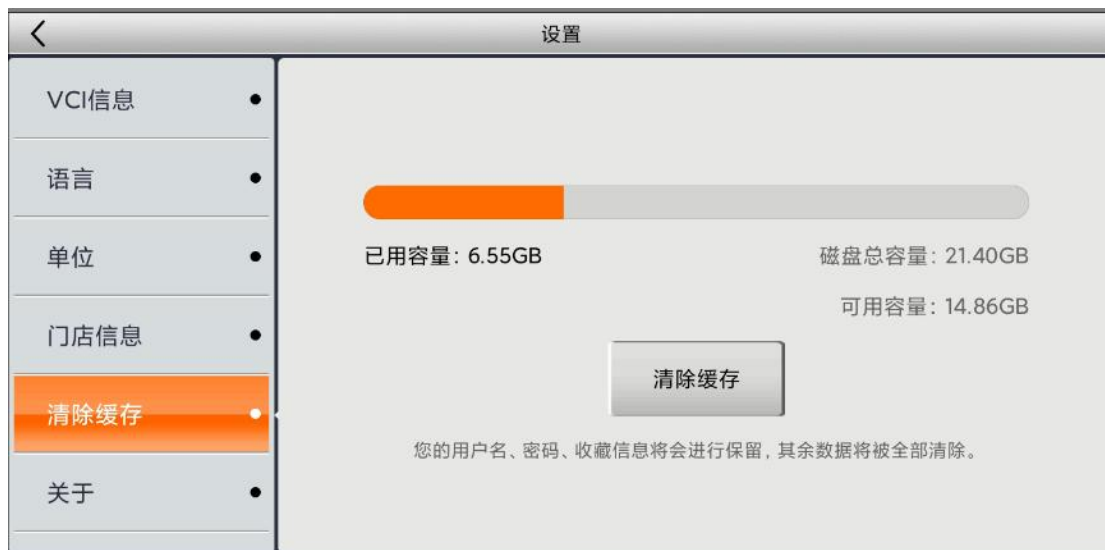 设置
VCI信息
语言
单位
门店信息
清除缓存
关于
已用容量: 6.55GB
磁盘总容量: 21.40GB
可用容量: 14.86GB
清除缓存
您的用户名、密码、收藏信息将会进行保留，其余数据将被全部清除。